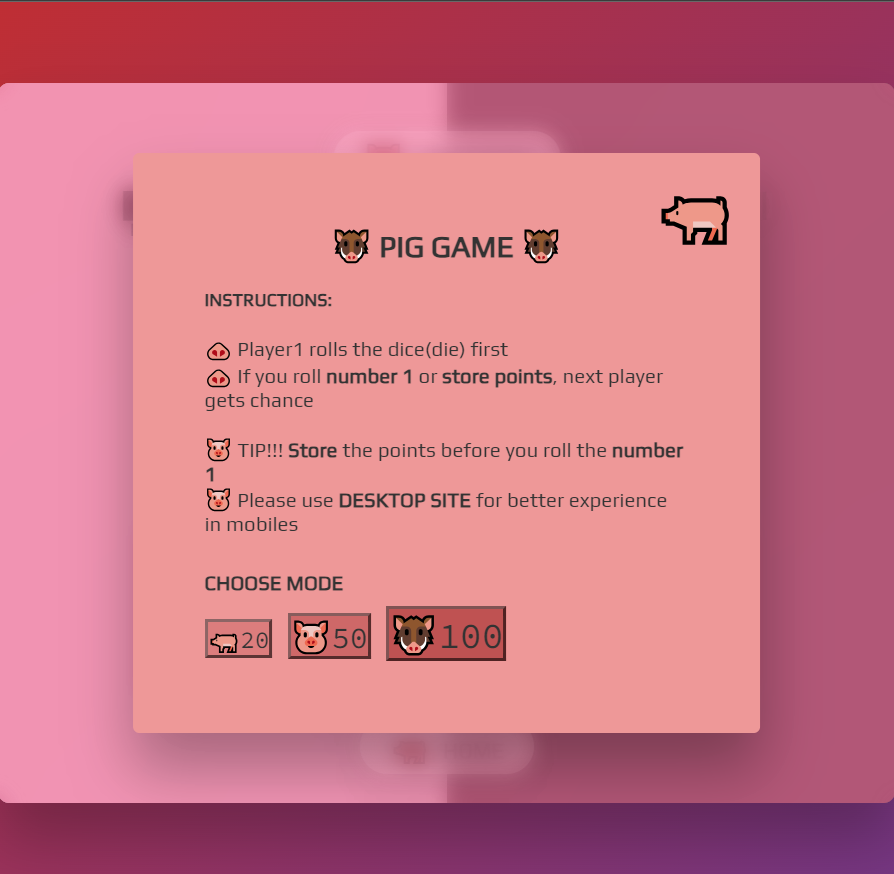 PIG GAME
INSTRUCTIONS:
Player1 rolls the dice(die) first
If you roll number 1 or store points, next player
gets chance
TIP!!! Store the points before you roll the number
1
Please use DESKTOP SITE for better experience
in mobiles
CHOOSE MODE
20 50 100